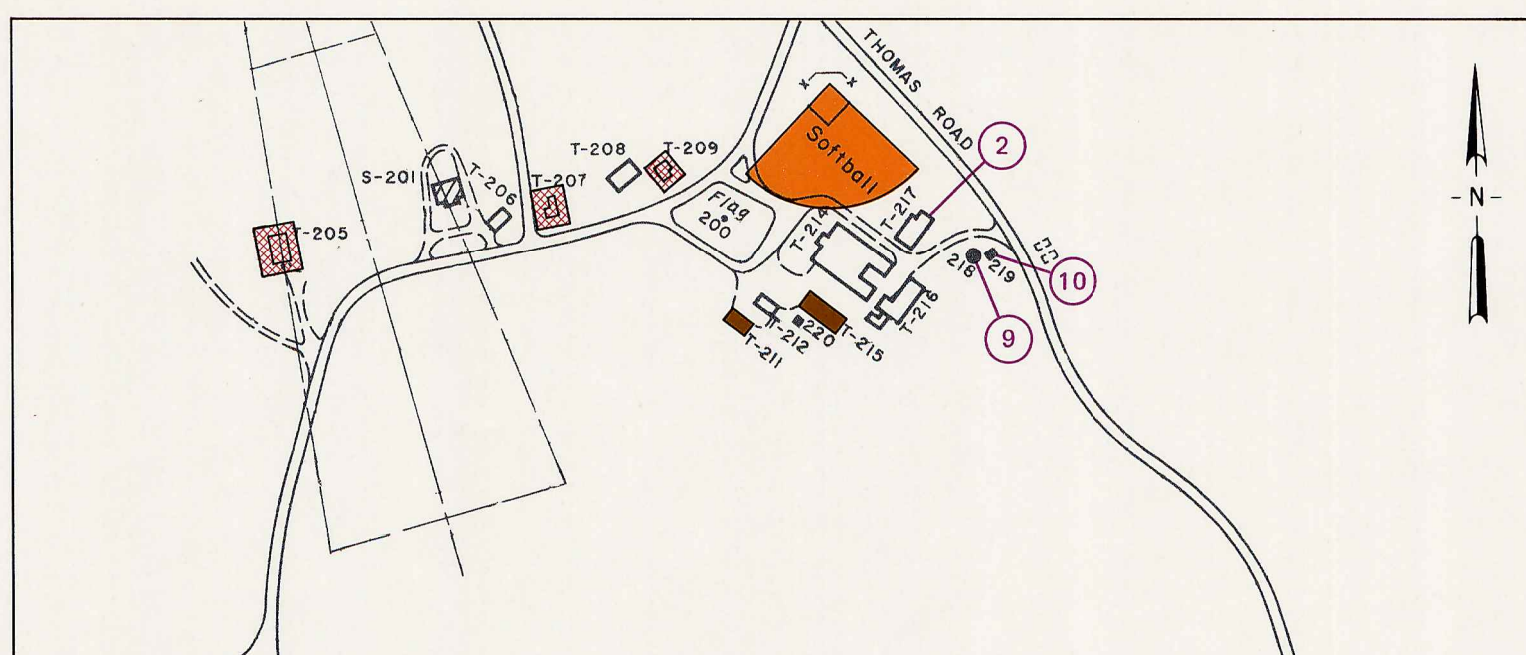 THOMAS ROAD
2
T-208
T-209
Softball
S-201
T-206
T-207
Flag
200
T-217
N
T-205
T-214
218
219
10
9
T-216
T-212
220
T-215
T-211
x
x